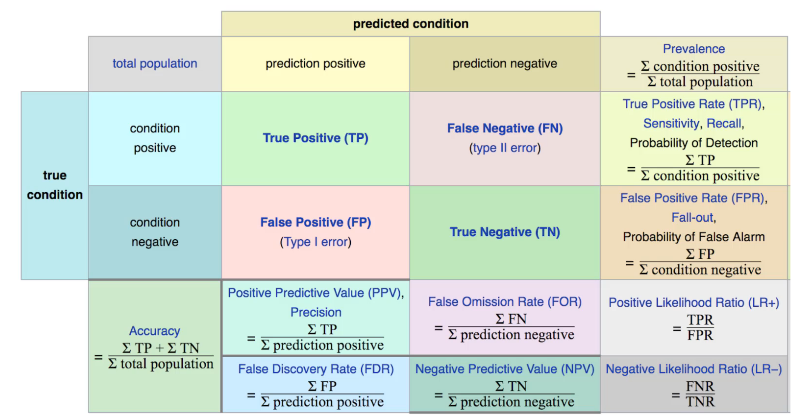 predicted condition
total population
prediction positive
prediction negative
Prevalence
= Σ condition positive / Σ total population
true
condition
condition
positive
True Positive (TP)
False Negative (FN)
(type II error)
True Positive Rate (TPR),
Sensitivity, Recall,
Probability of Detection
= Σ TP / Σ condition positive
condition
negative
False Positive (FP)
(Type I error)
True Negative (TN)
False Positive Rate (FPR),
Fall-out,
Probability of False Alarm
= Σ FP / Σ condition negative
Accuracy
= Σ TP + Σ TN / Σ total population
Positive Predictive Value (PPV),
Precision
= Σ TP / Σ prediction positive
False Omission Rate (FOR)
= Σ FN / Σ prediction negative
Positive Likelihood Ratio (LR+)
= TPR / FPR
False Discovery Rate (FDR)
= Σ FP / Σ prediction positive
Negative Predictive Value (NPV)
= Σ TN / Σ prediction negative
Negative Likelihood Ratio (LR−)
= FNR / TNR